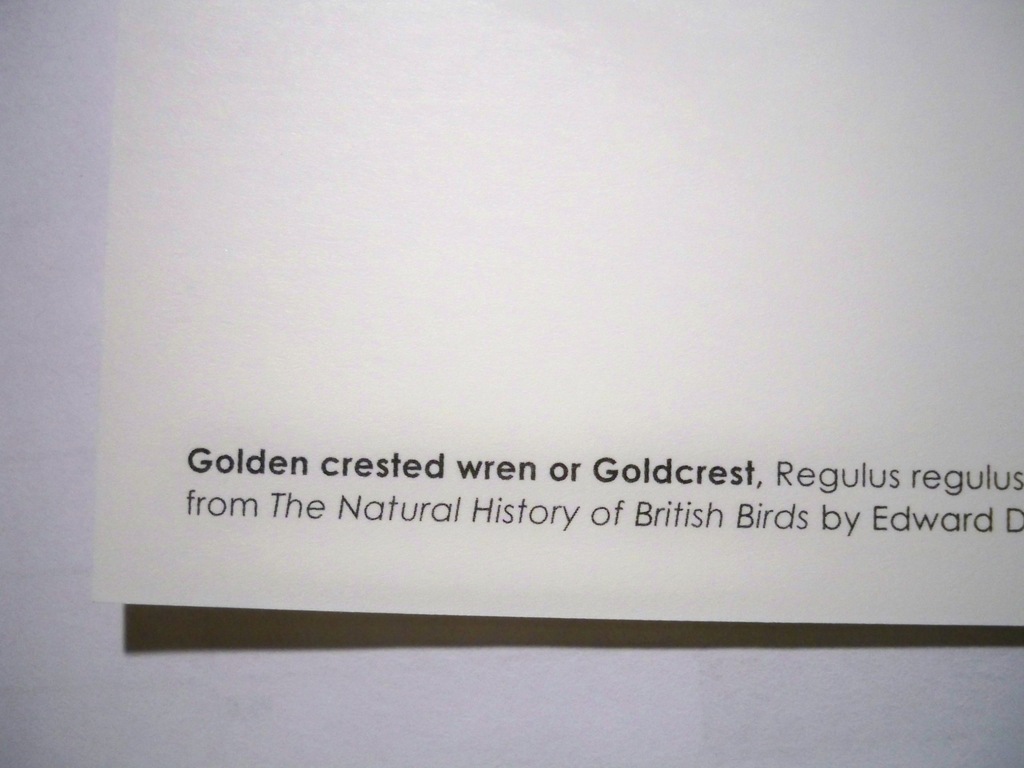 Golden crested wren or Goldcrest, Regulus regulus
from The Natural History of British Birds by Edward D